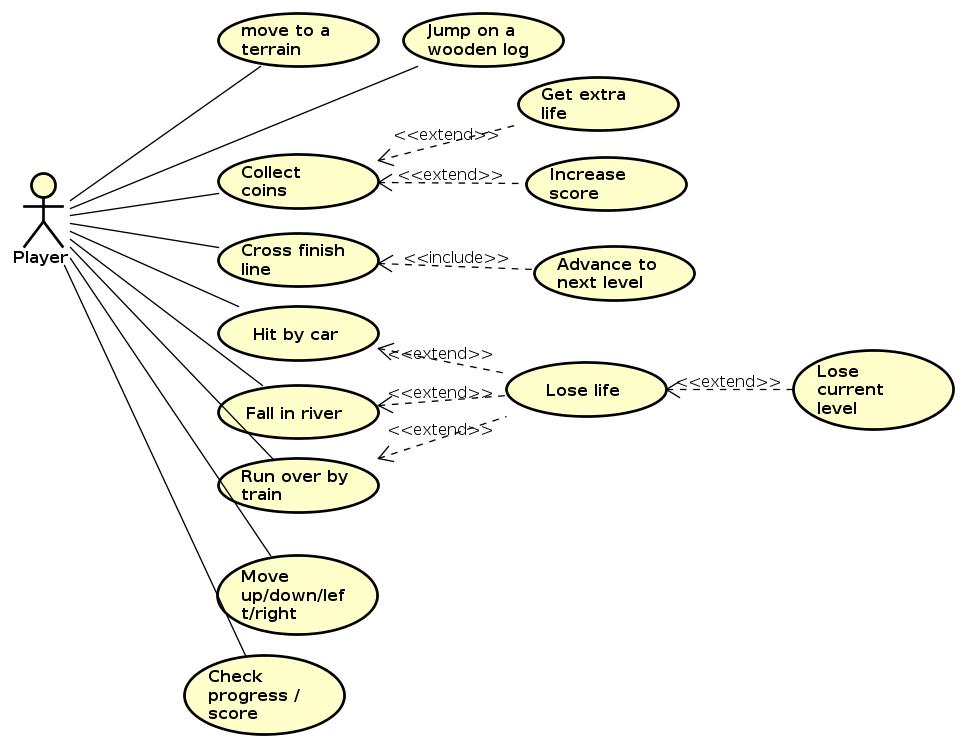 move to a
terrain
Jump on a
wooden log
Get extra
life
<<extend>>
Collect
coins
<<extend>>
Increase
score
Player
Cross finish
line
<<include>>
Advance to
next level
Hit by car
<<extend>>
Lose life
<<extend>>
Lose
current
level
Fall in river
<<extend>>
<<extend>>
Run over by
train
Move
up/down/lef
t/right
Check
progress /
score